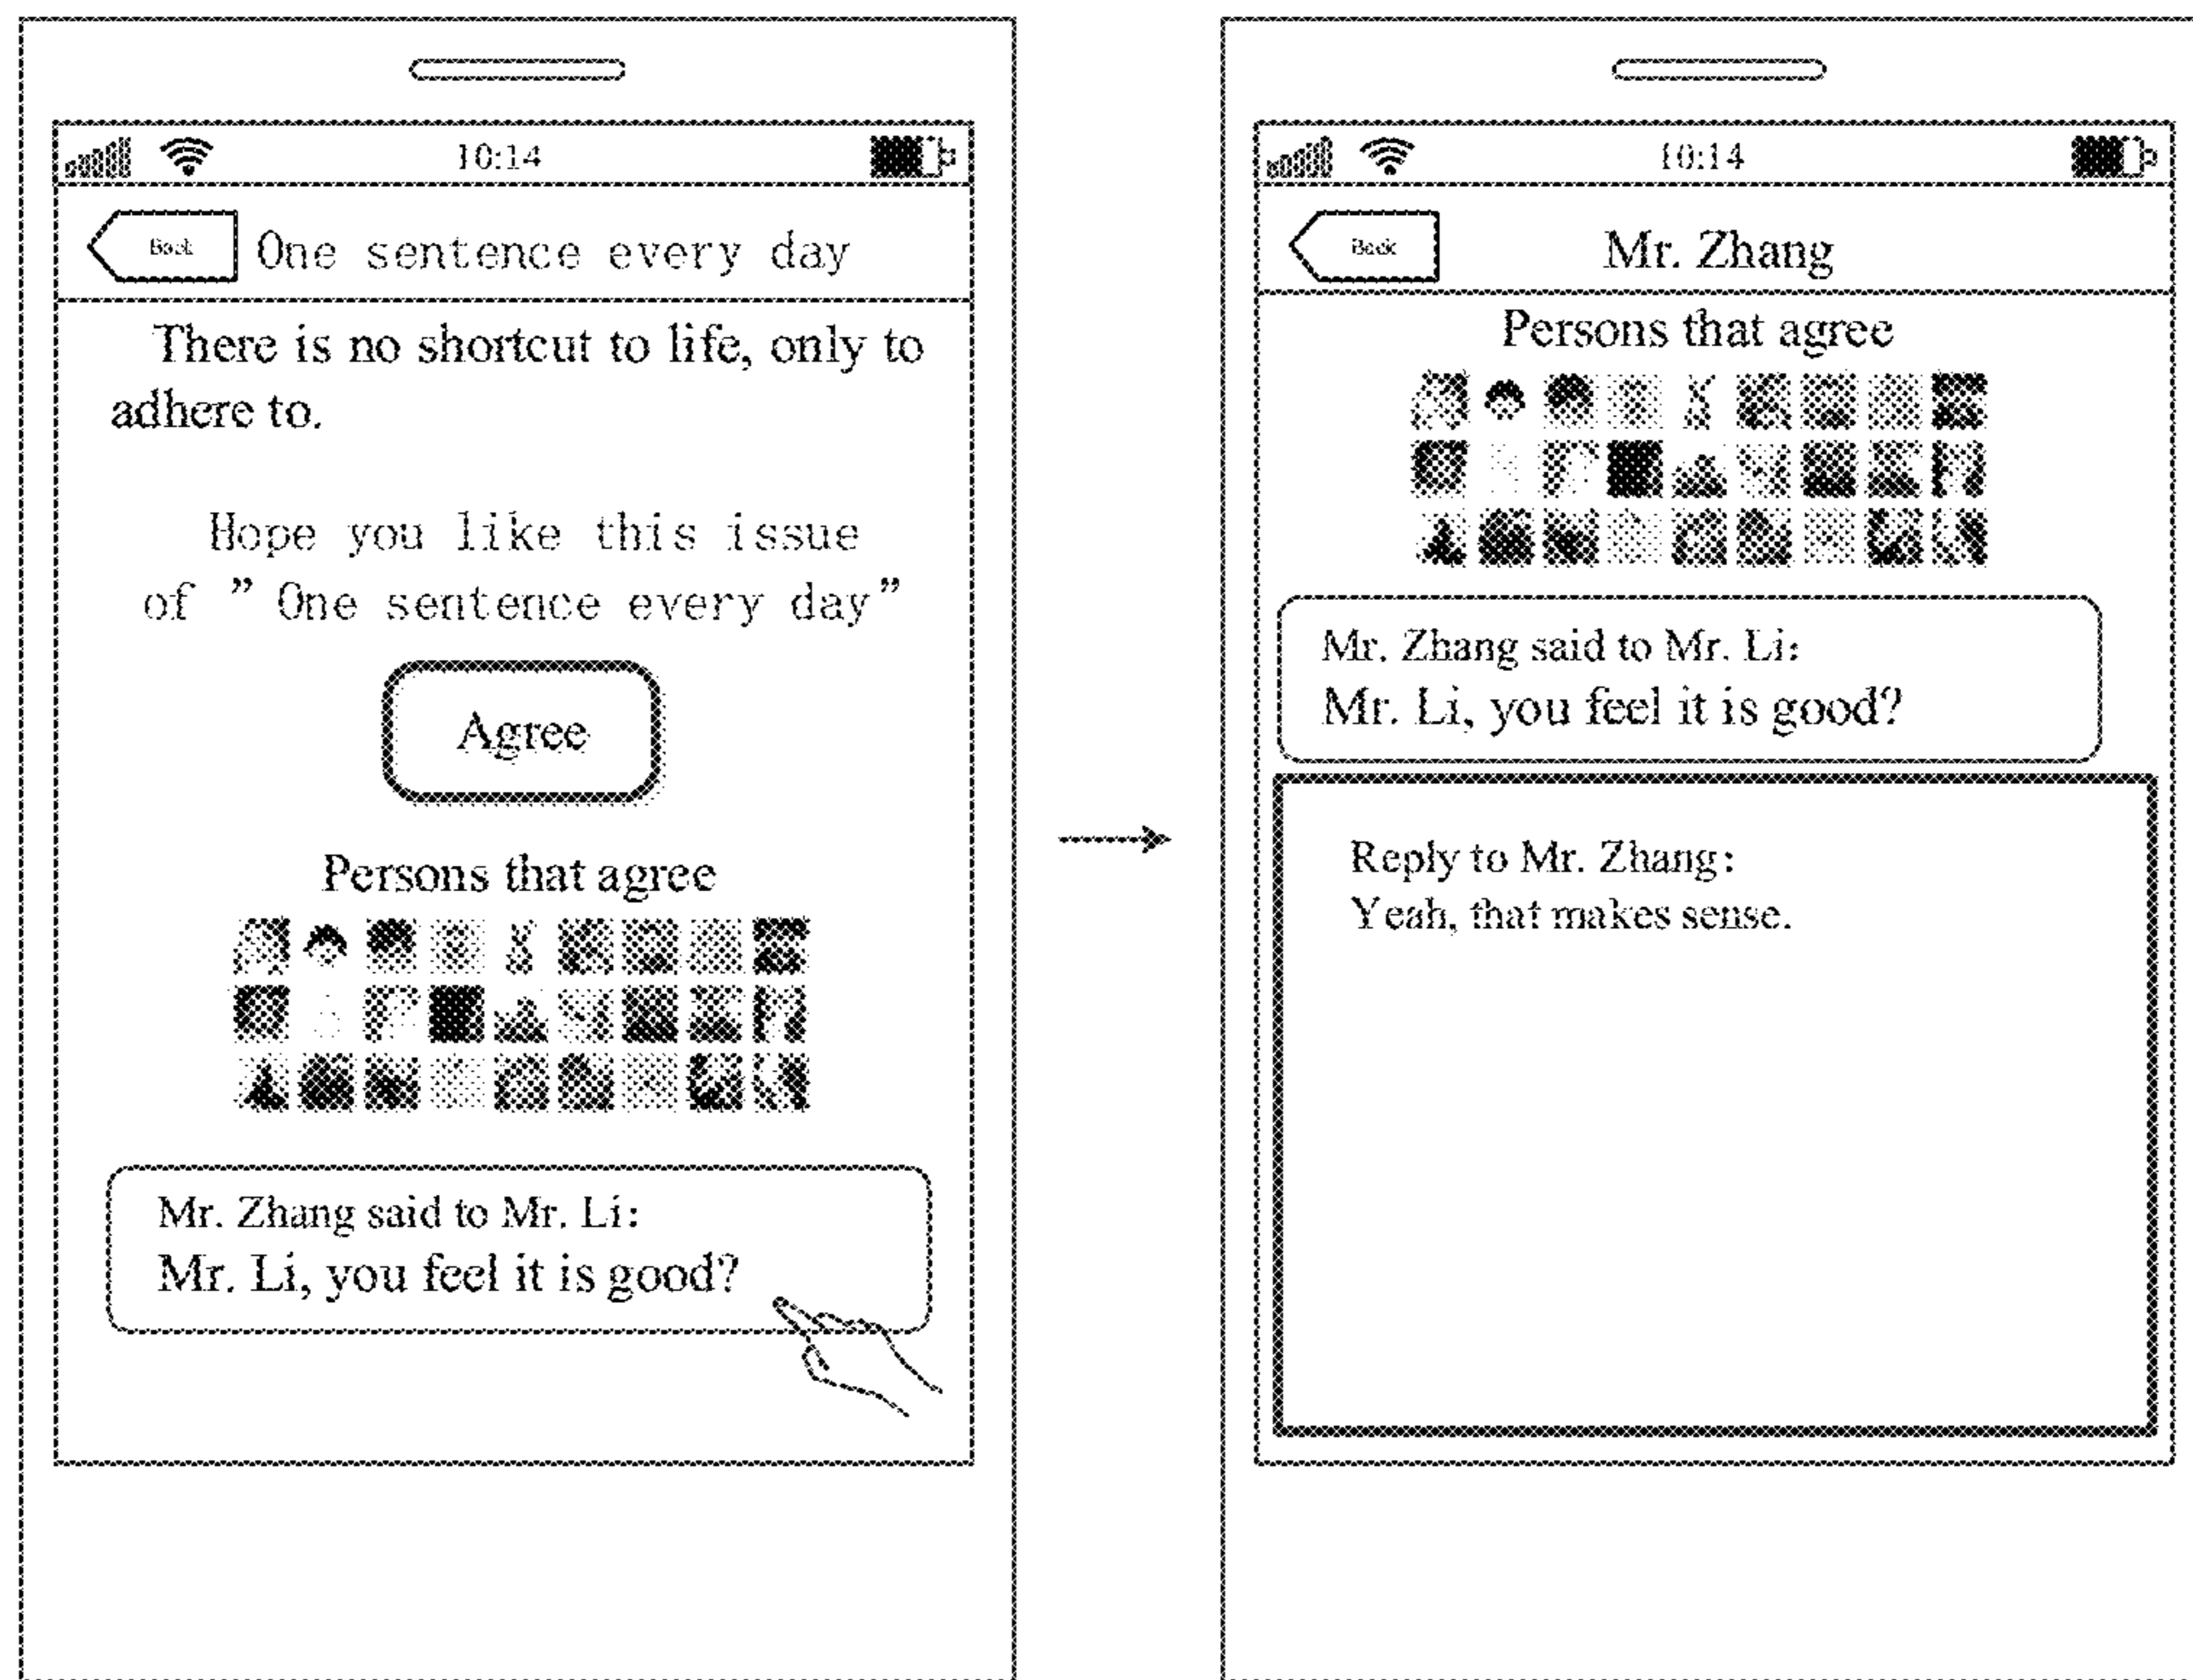 10:14
Back
One sentence every day
There is no shortcut to life, only to
adhere to.
Hope you like this issue
of ” One sentence every day”
Agree
Persons that agree
Mr. Zhang said to Mr. Li:
Mr. Li, you feel it is good?
10:14
Back
Mr. Zhang
Persons that agree
Mr. Zhang said to Mr. Li:
Mr. Li, you feel it is good?
Reply to Mr. Zhang:
Yeah, that makes sense.